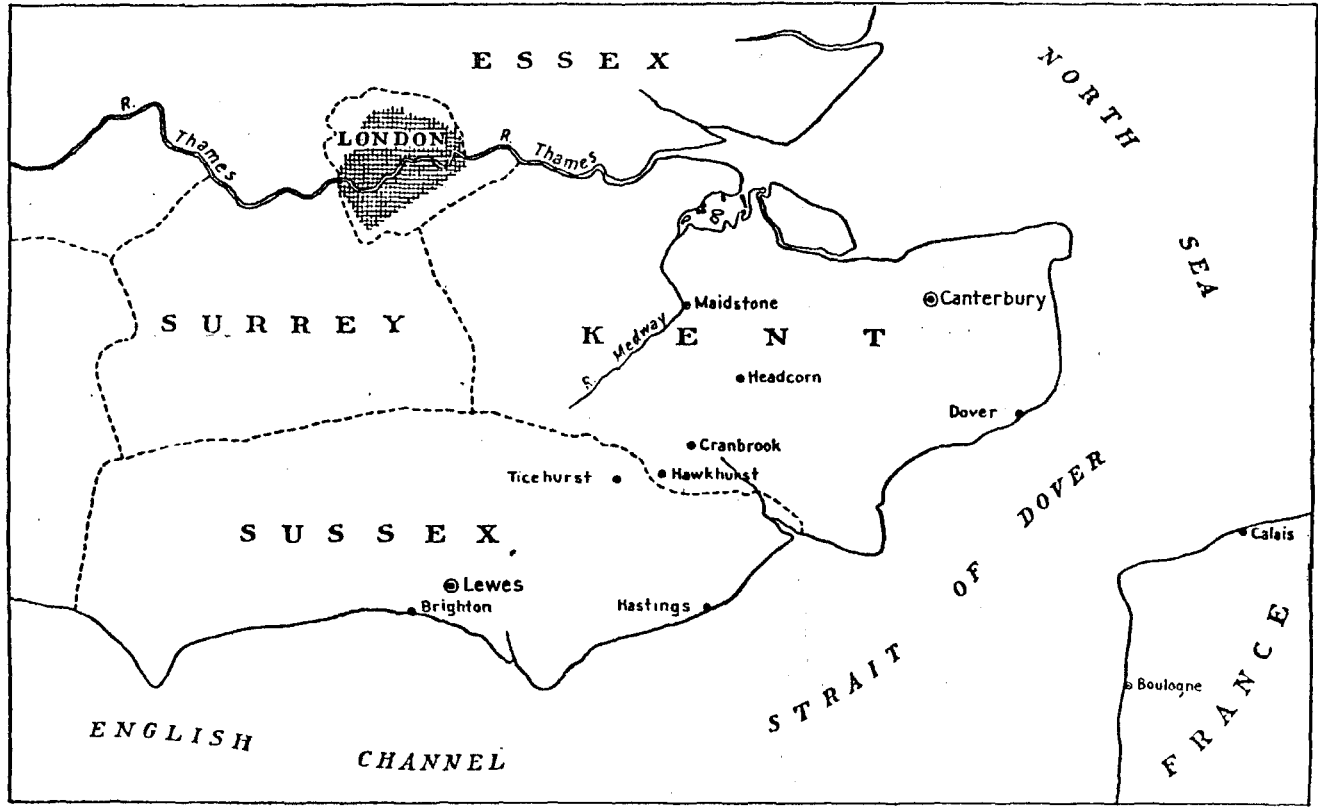 ESSEX
NORTH
SEA
R.
Thames
LONDON
R.
Thames
Maidstone
Canterbury
SURREY
KENT
R. Medway
Headcorn
Dover
Cranbrook
Ticehurst
Hawkhurst
SUSSEX
Lewes
Brighton
Hastings
STRAIT OF DOVER
Calais
Boulogne
FRANCE
ENGLISH CHANNEL